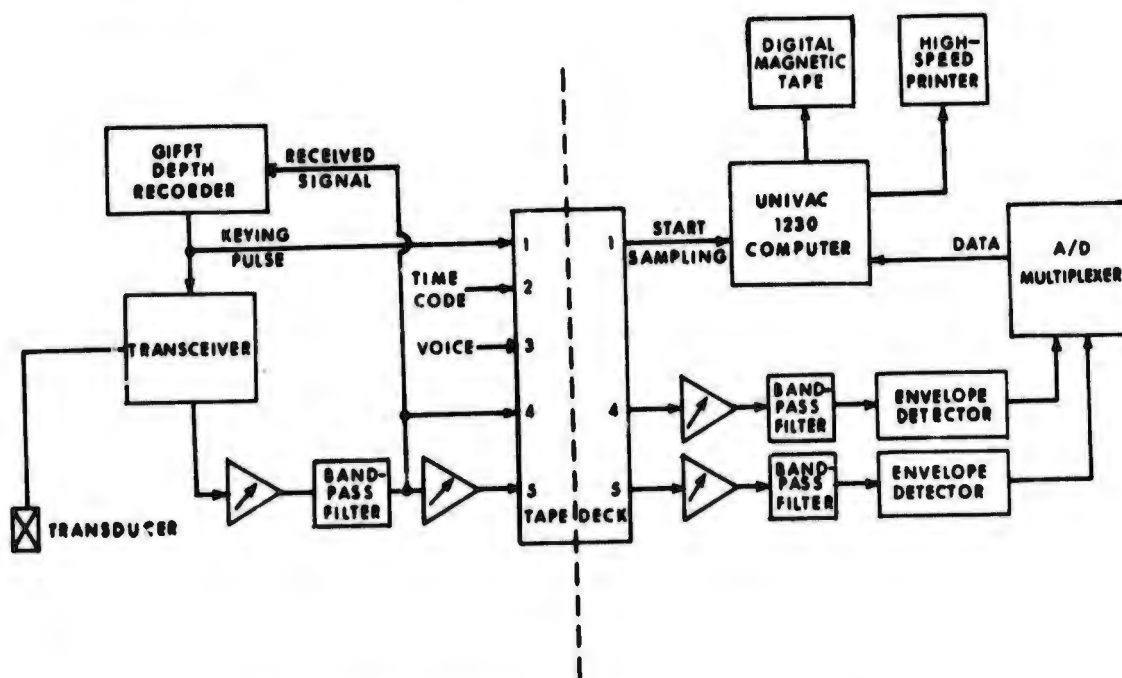 DIGITAL
MAGNETIC
TAPE
HIGH-
SPEED
PRINTER
GIFFT
DEPTH
RECORDER
RECEIVED
SIGNAL
UNIVAC
1230
COMPUTER
KEYING
PULSE
1
1
START
SAMPLING
DATA
A/D
MULTIPLEXER
TIME
CODE
2
TRANSCEIVER
VOICE
3
4
4
BAND-
PASS
FILTER
ENVELOPE
DETECTOR
BAND-
PASS
FILTER
5
5
BAND-
PASS
FILTER
ENVELOPE
DETECTOR
TAPE DECK
TRANSDUCER